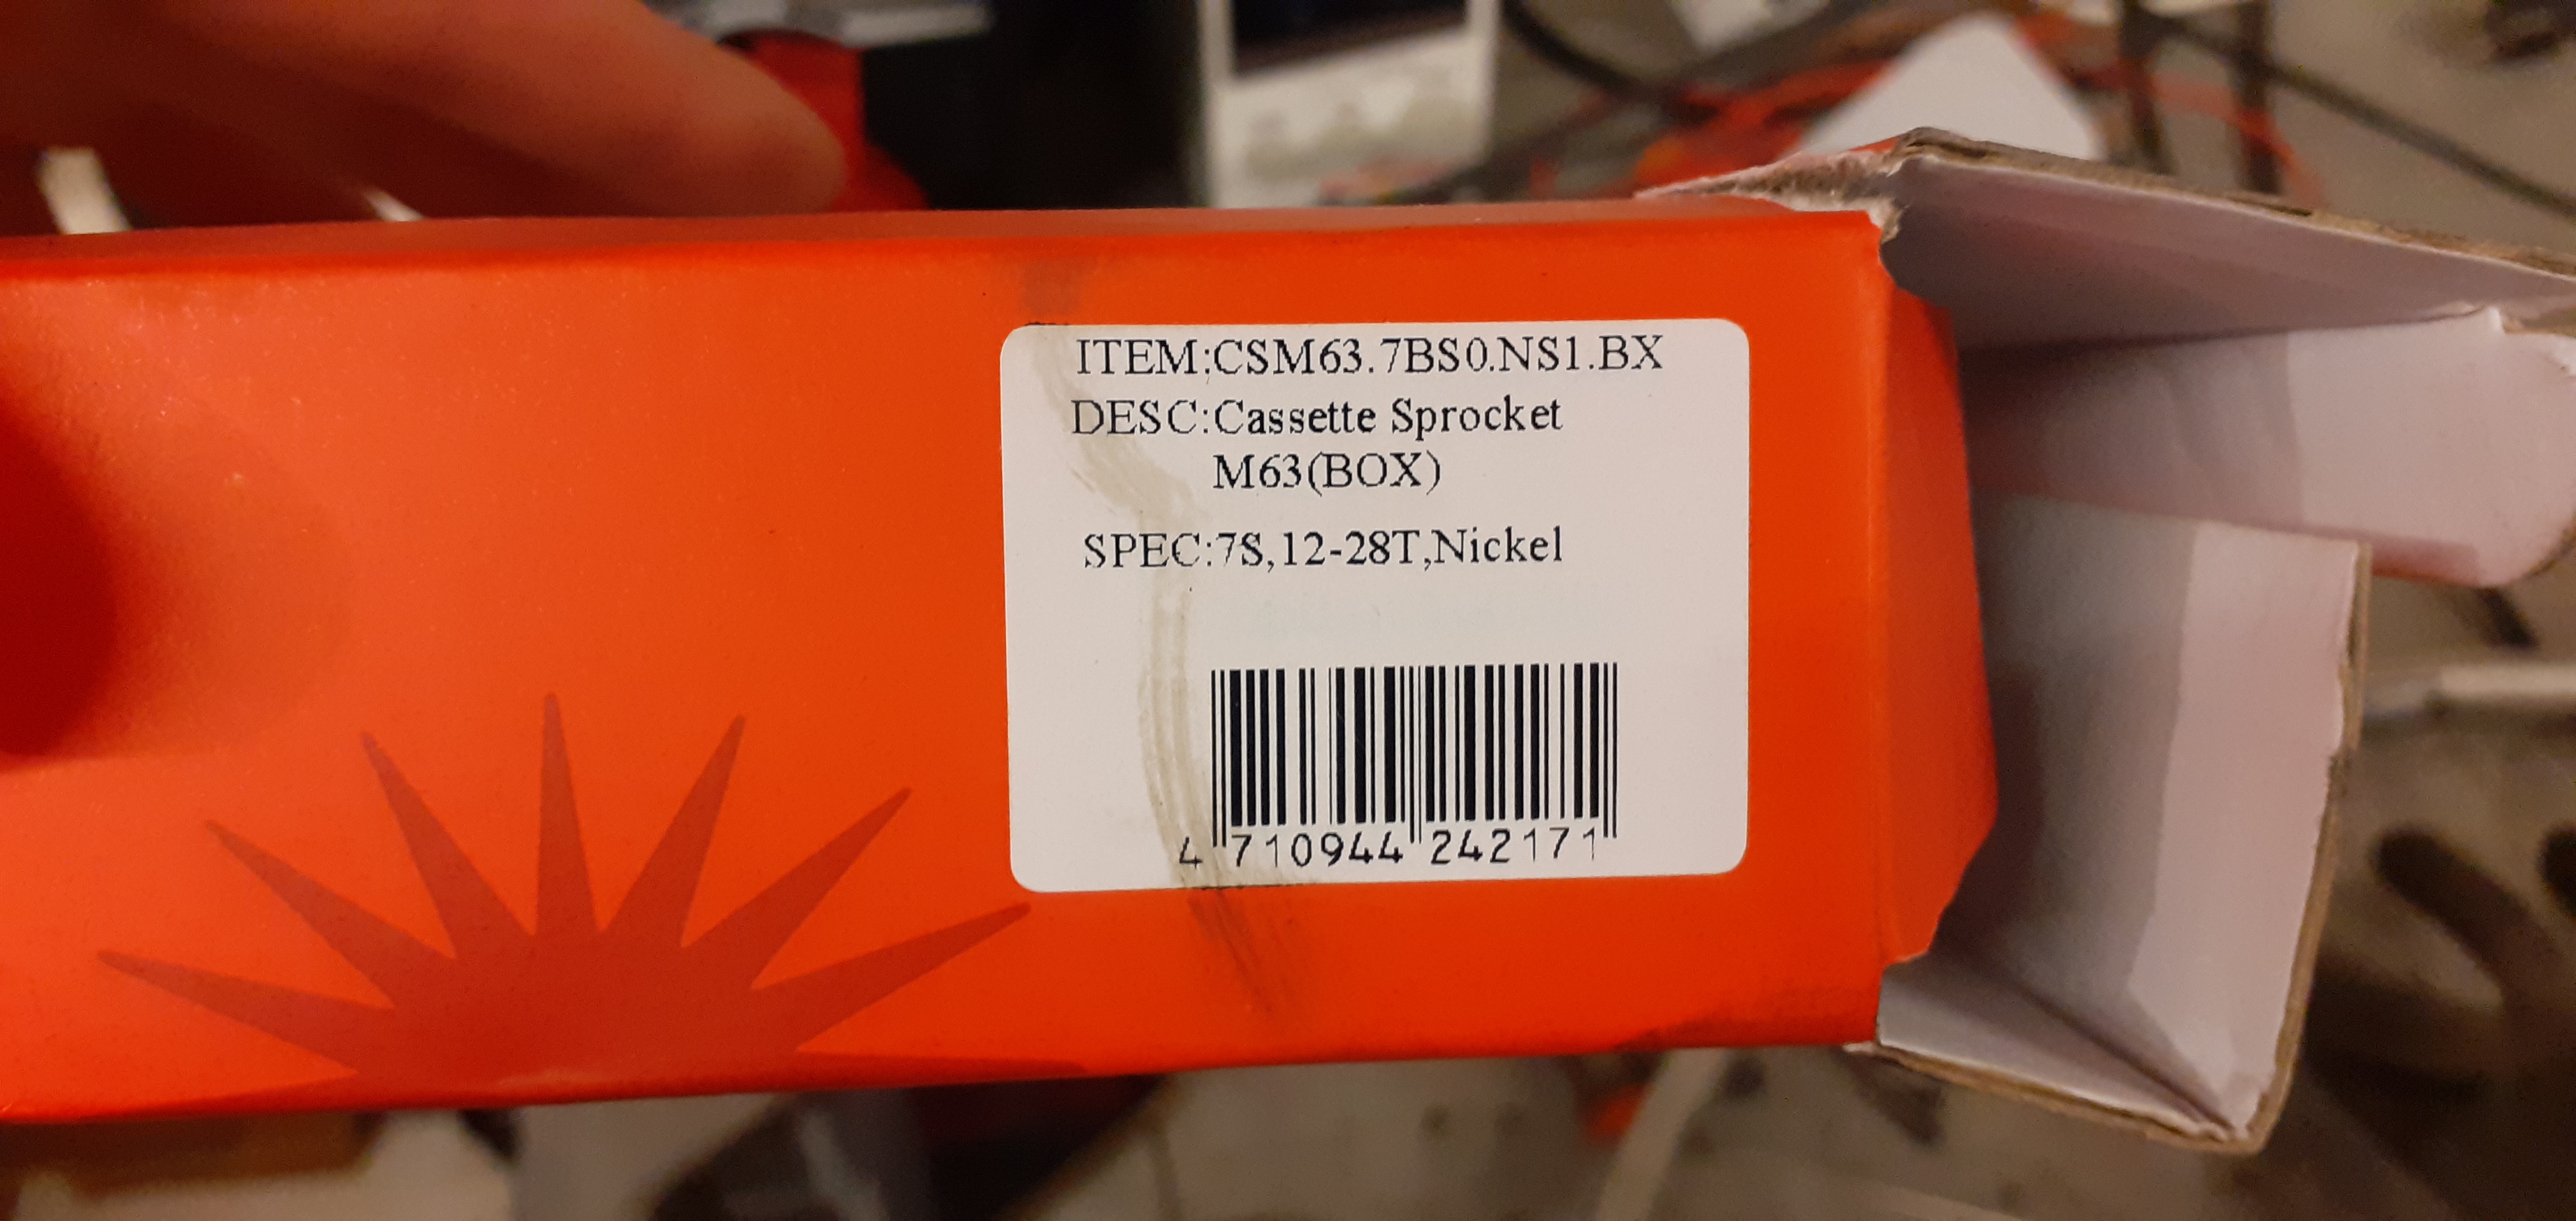 ITEM:CSM63.7BS0.NS1.BX
DESC:Cassette Sprocket
M63(BOX)
SPEC:7S,12-28T,Nickel
4 710944 242171